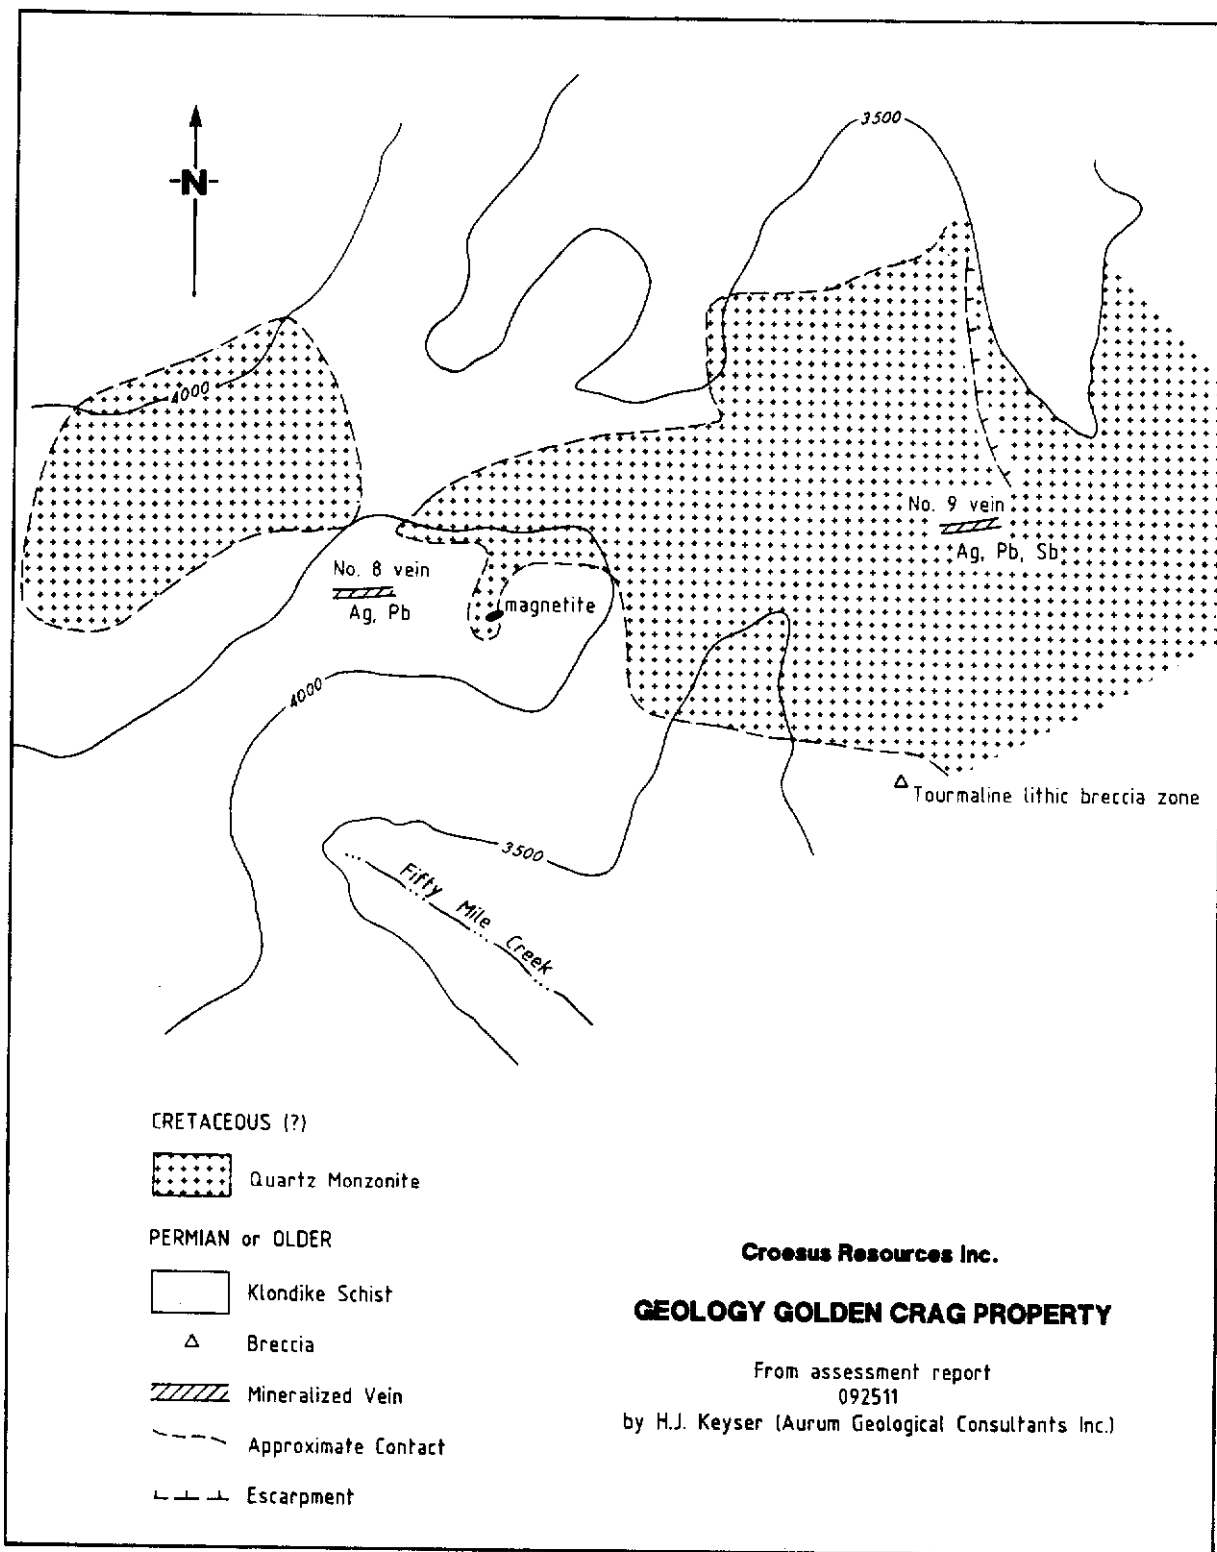 3500
N
4000
No. 9 vein
Ag, Pb, Sb
No. 8 vein
Ag, Pb
magnetite
4000
Tourmaline lithic breccia zone
3500
Fifty Mile Creek
CRETACEOUS (?)
Quartz Monzonite
PERMIAN or OLDER
Klondike Schist
Breccia
Mineralized Vein
Approximate Contact
Escarpment
Croesus Resources Inc.
GEOLOGY GOLDEN CRAG PROPERTY
From assessment report
092511
by H.J. Keyser (Aurum Geological Consultants Inc.)